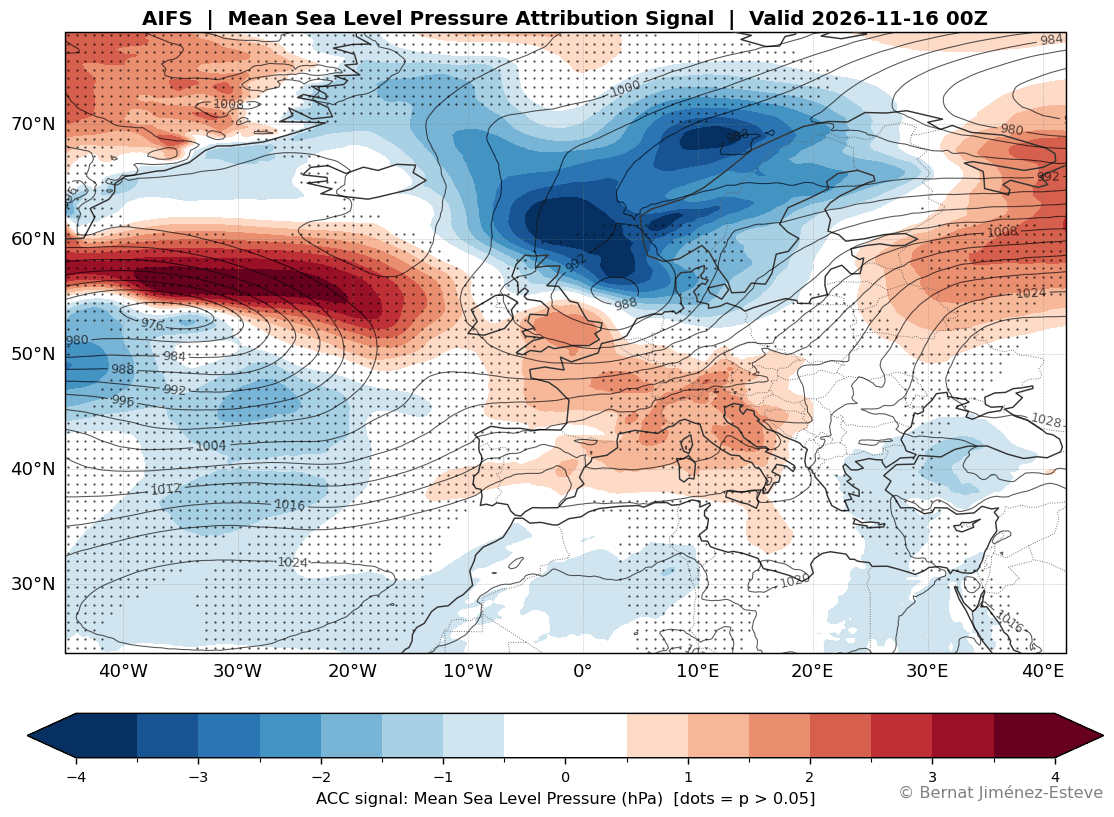 AIFS | Mean Sea Level Pressure Attribution Signal | Valid 2026-11-16 00Z
984
1000
1008
70°N
980
988
992
96
60°N
1008
992
1024
988
976
980
50°N
984
988
992
996
1028
1004
40°N
1012
1016
1024
1020
30°N
1016
40°W 30°W 20°W 10°W 0° 10°E 20°E 30°E 40°E
−4 −3 −2 −1 0 1 2 3 4
ACC signal: Mean Sea Level Pressure (hPa) [dots = p > 0.05]
© Bernat Jiménez-Esteve